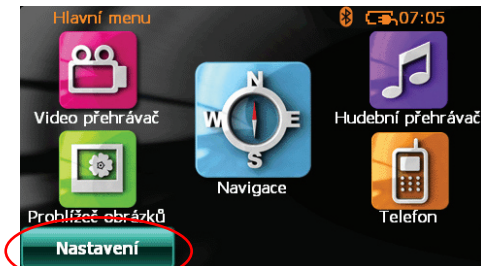 Hlavní menu
07:05
Video přehrávač
N
W
E
S
Navigace
Hudební přehrávač
Prohlížeč obrázků
Telefon
Nastavení